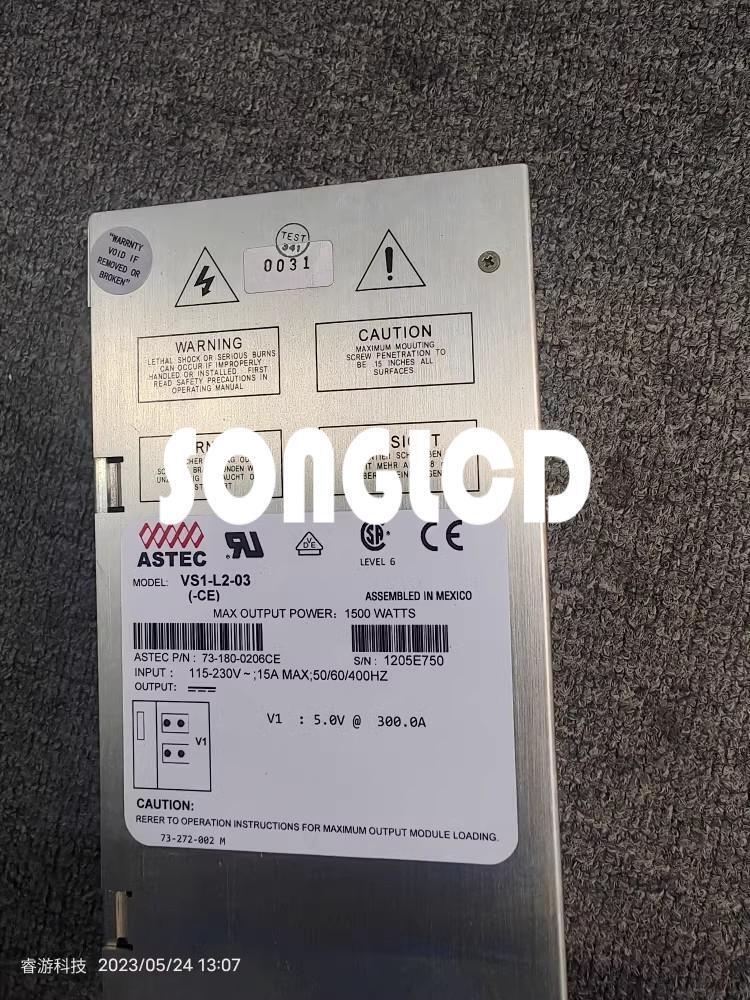 "WARRNTY
VOID IF
REMOVED OR
BROKEN"
TEST
341
0031
WARNING
LETHAL SHOCK OR SERIOUS BURNS
CAN OCCUR IF IMPROPERLY
HANDLED OR INSTALLED FIRST
READ SAFETY PRECAUTIONS IN
OPERATING MANUAL
CAUTION
MAXIMUM MOUUTING
SCREW PENETRATION TO
BE .15 INCHES ALL
SURFACES
SONGLCD
ASTEC
VDE
SA
LEVEL 6
CE
MODEL: VS1-L2-03
(-CE)
ASSEMBLED IN MEXICO
MAX OUTPUT POWER: 1500 WATTS
ASTEC P/N : 73-180-0206CE
S/N : 1205E750
INPUT : 115-230V~;15A MAX;50/60/400HZ
OUTPUT:
V1
V1 : 5.0V @ 300.0A
CAUTION:
RERER TO OPERATION INSTRUCTIONS FOR MAXIMUM OUTPUT MODULE LOADING.
73-272-002 M
睿游科技 2023/05/24 13:07